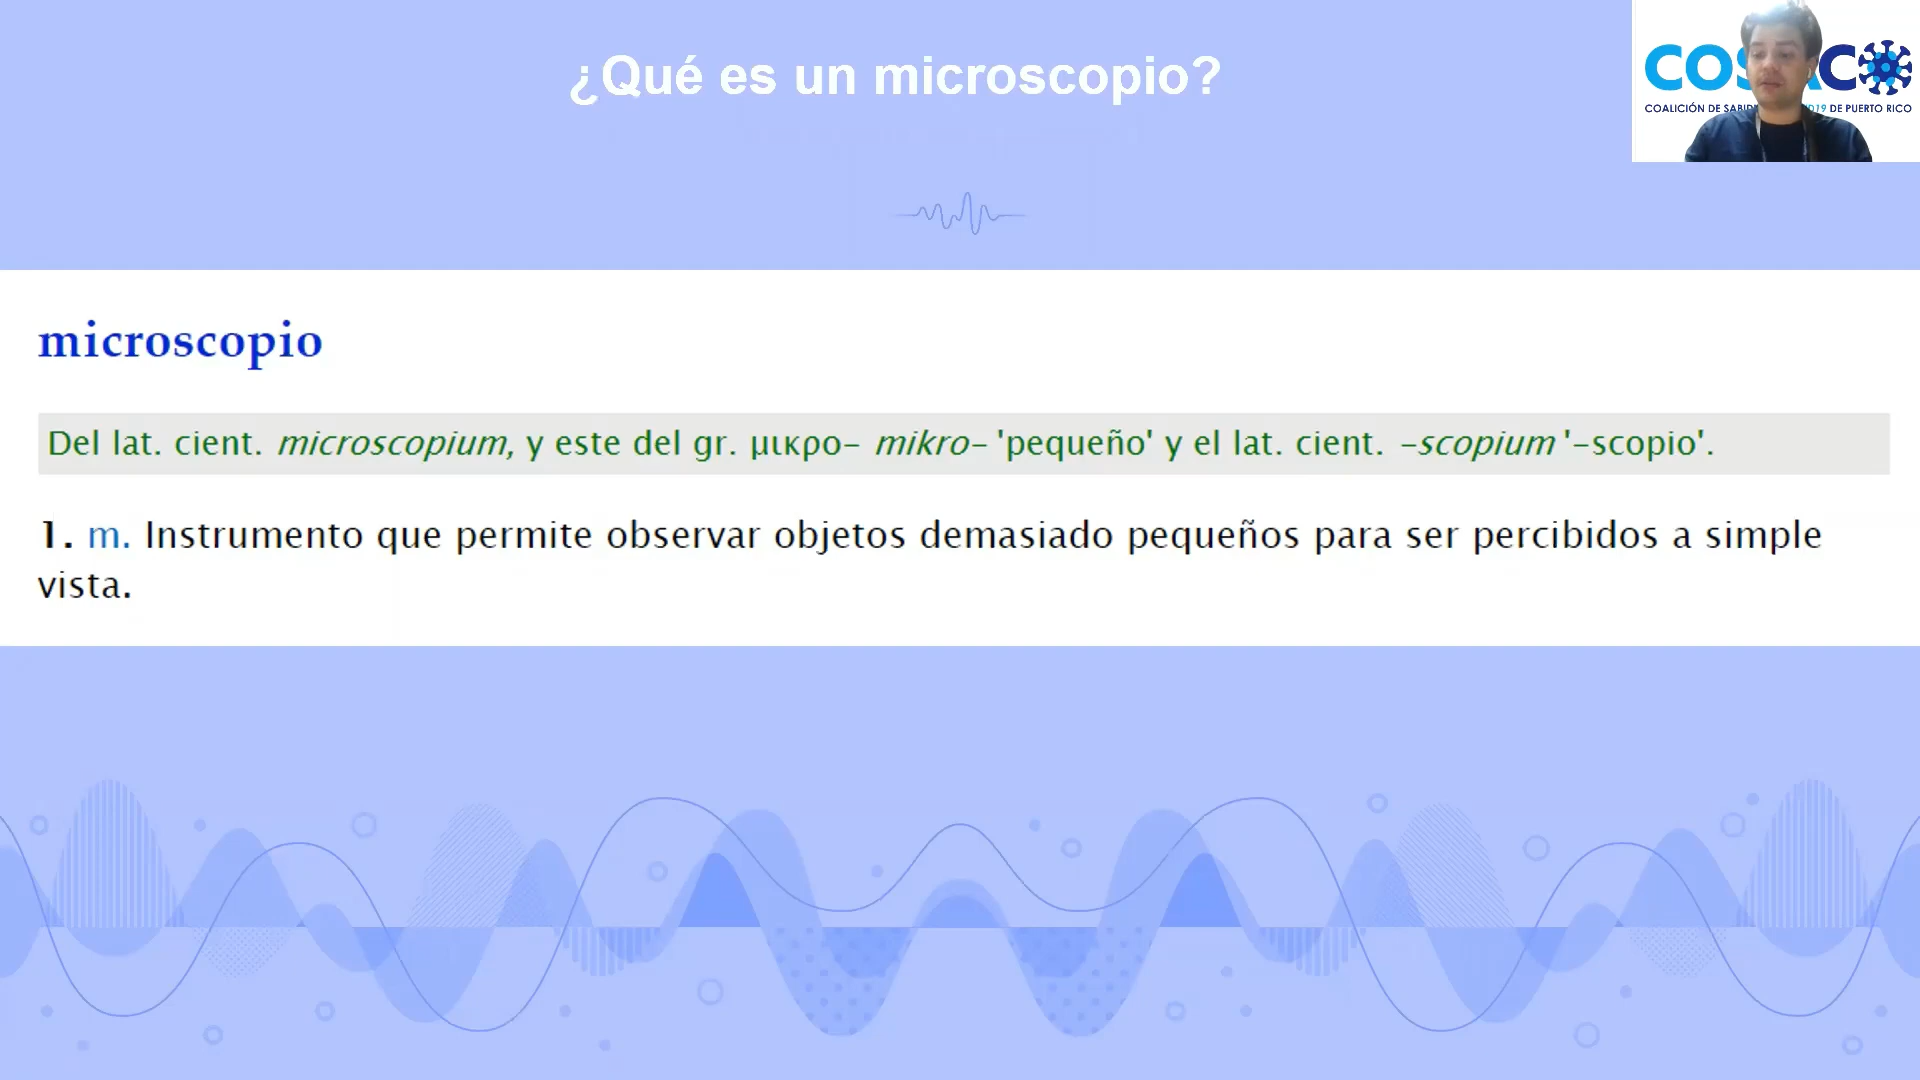 ¿Qué es un microscopio?
COALICIÓN DE DE PUERTO RICO
microscopio
Del lat. cient. microscopium, y este del gr. μικρο- mikro- 'pequeño' y el lat. cient. -scopium '-scopio'.
1. m. Instrumento que permite observar objetos demasiado pequeños para ser percibidos a simple
vista.